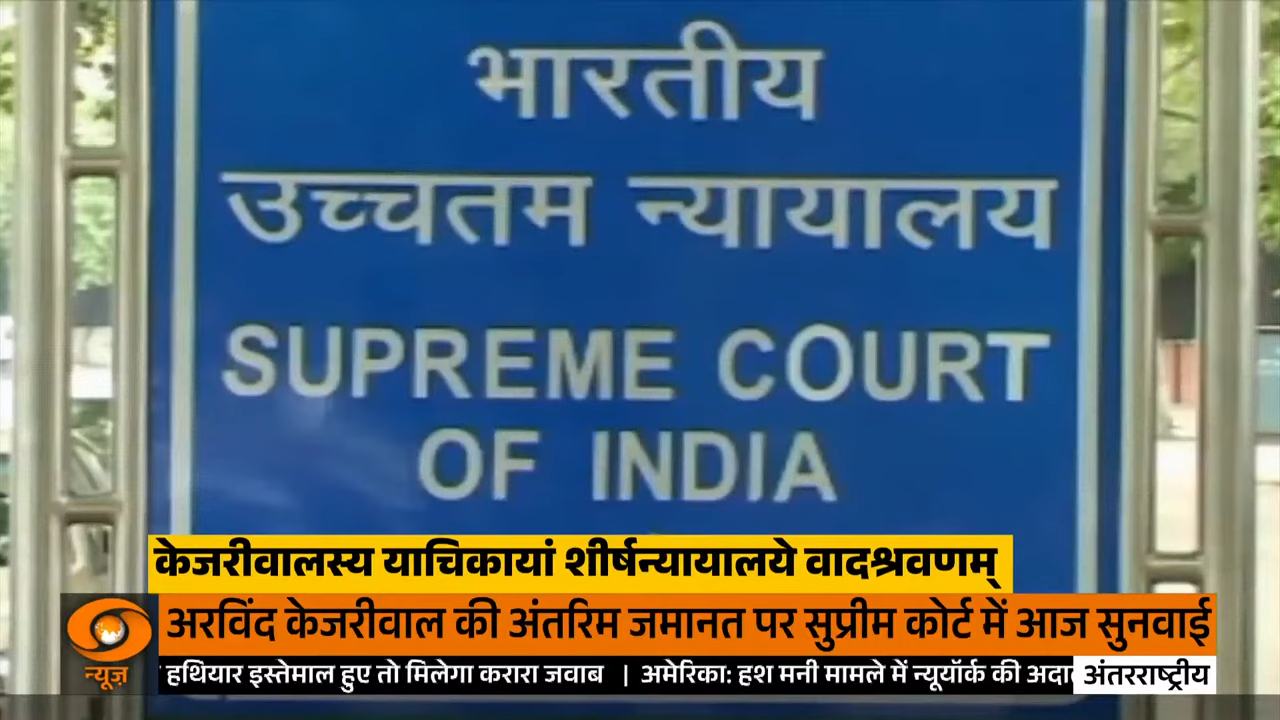 भारतीय
उच्चतम न्यायालय
SUPREME COURT
OF INDIA
केजरीवालस्य याचिकायां शीर्षन्यायालये वादश्रवणम्
अरविंद केजरीवाल की अंतरिम जमानत पर सुप्रीम कोर्ट में आज सुनवाई
न्यूज़
हथियार इस्तेमाल हुए तो मिलेगा करारा जवाब | अमेरिका: हश मनी मामले में न्यूयॉर्क की
अंतरराष्ट्रीय